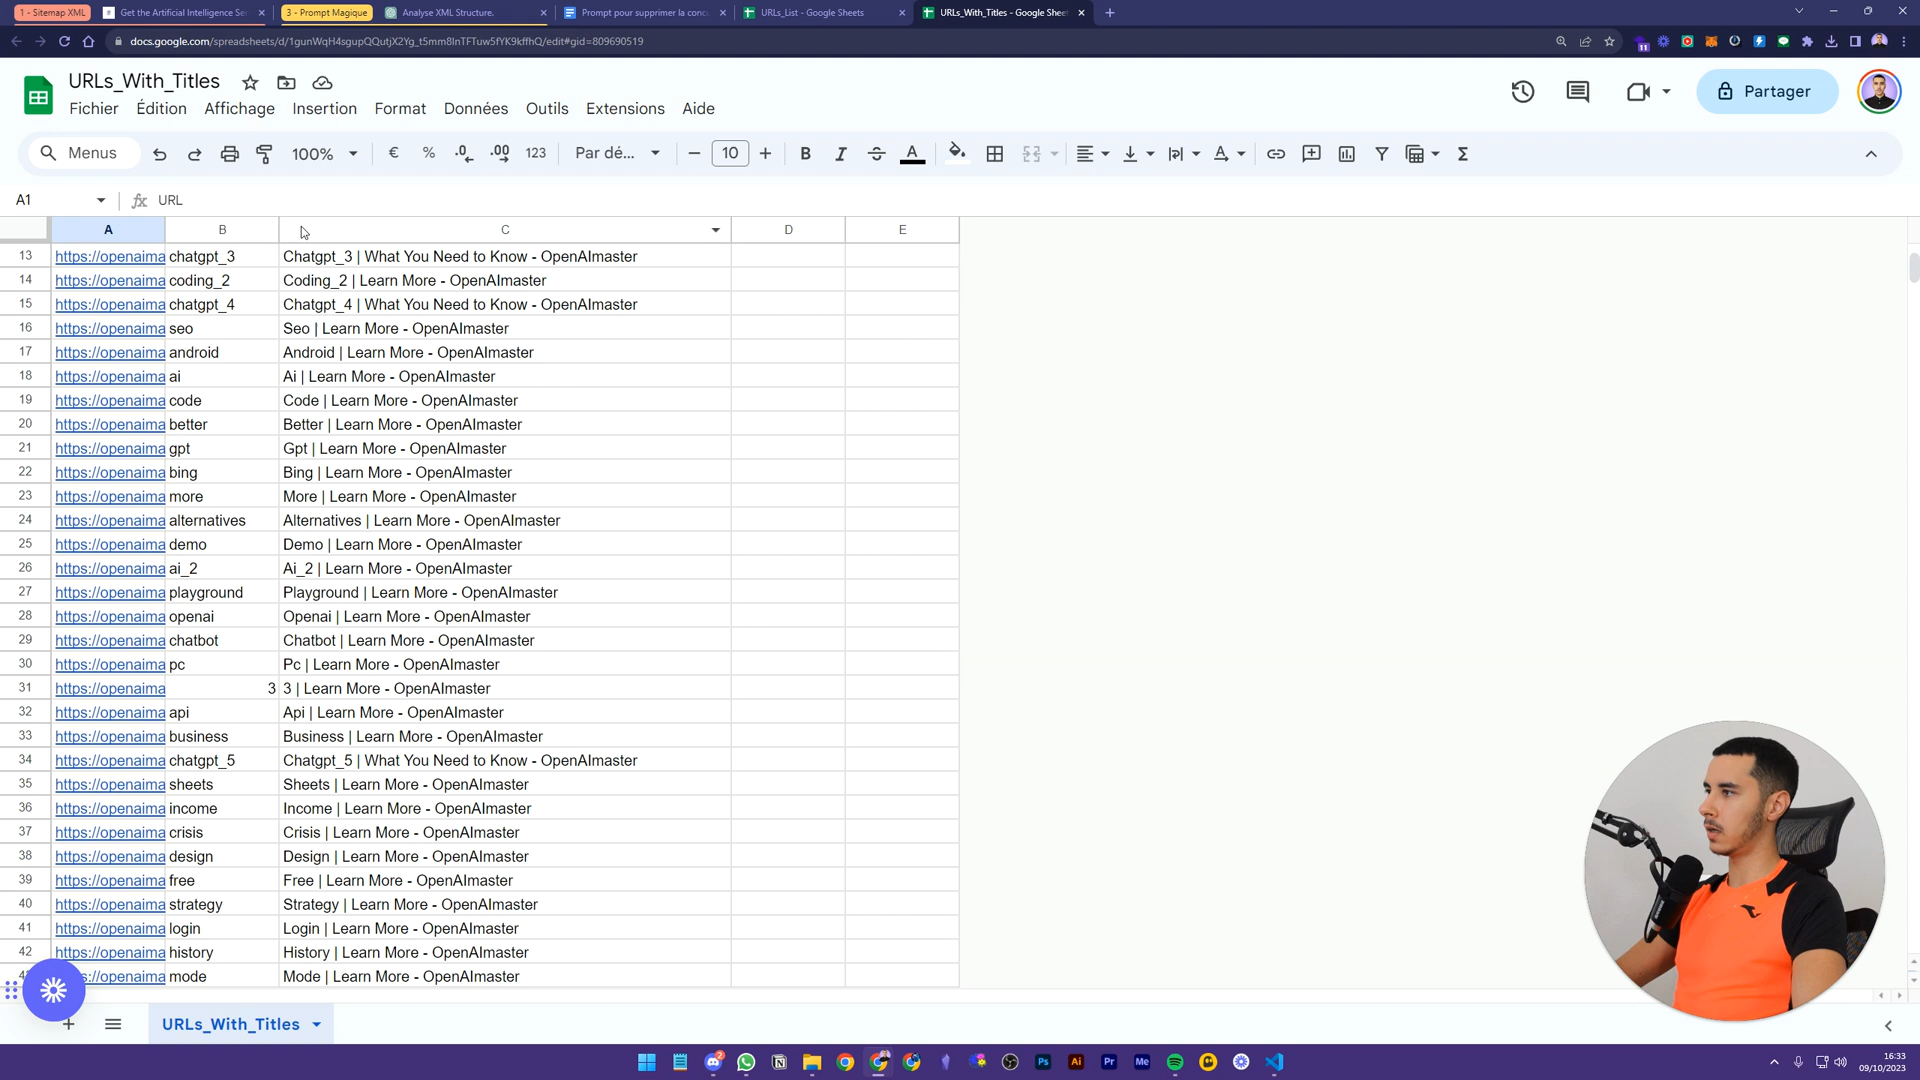 1 - Sitemap XML
Get the Artificial Intelligence Ser
3 - Prompt Magique
Analyse XML Structure.
Prompt pour supprimer la conc
URLs_List - Google Sheets
URLs_With_Titles - Google Shee
docs.google.com/spreadsheets/d/1gunWqH4sgupQQutjX2Yg_t5mm8InTFTuw5fYK9kffhQ/edit#gid=809690519
11
URLs_With_Titles
Fichier Édition Affichage Insertion Format Données Outils Extensions Aide
Partager
Menus 100% € % .0 .00 123 Par dé... 10 B I A Σ
A1 fx URL
A B C D E
13 https://openaima chatgpt_3 Chatgpt_3 | What You Need to Know - OpenAImaster
14 https://openaima coding_2 Coding_2 | Learn More - OpenAImaster
15 https://openaima chatgpt_4 Chatgpt_4 | What You Need to Know - OpenAImaster
16 https://openaima seo Seo | Learn More - OpenAImaster
17 https://openaima android Android | Learn More - OpenAImaster
18 https://openaima ai Ai | Learn More - OpenAImaster
19 https://openaima code Code | Learn More - OpenAImaster
20 https://openaima better Better | Learn More - OpenAImaster
21 https://openaima gpt Gpt | Learn More - OpenAImaster
22 https://openaima bing Bing | Learn More - OpenAImaster
23 https://openaima more More | Learn More - OpenAImaster
24 https://openaima alternatives Alternatives | Learn More - OpenAImaster
25 https://openaima demo Demo | Learn More - OpenAImaster
26 https://openaima ai_2 Ai_2 | Learn More - OpenAImaster
27 https://openaima playground Playground | Learn More - OpenAImaster
28 https://openaima openai Openai | Learn More - OpenAImaster
29 https://openaima chatbot Chatbot | Learn More - OpenAImaster
30 https://openaima pc Pc | Learn More - OpenAImaster
31 https://openaima 3 3 | Learn More - OpenAImaster
32 https://openaima api Api | Learn More - OpenAImaster
33 https://openaima business Business | Learn More - OpenAImaster
34 https://openaima chatgpt_5 Chatgpt_5 | What You Need to Know - OpenAImaster
35 https://openaima sheets Sheets | Learn More - OpenAImaster
36 https://openaima income Income | Learn More - OpenAImaster
37 https://openaima crisis Crisis | Learn More - OpenAImaster
38 https://openaima design Design | Learn More - OpenAImaster
39 https://openaima free Free | Learn More - OpenAImaster
40 https://openaima strategy Strategy | Learn More - OpenAImaster
41 https://openaima login Login | Learn More - OpenAImaster
42 https://openaima history History | Learn More - OpenAImaster
s://openaima mode Mode | Learn More - OpenAImaster
URLs_With_Titles
2
Ps Ai Pr Me
16:33
09/10/2023